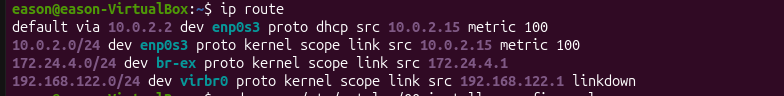 eason@eason-VirtualBox:~$ ip route
default via 10.0.2.2 dev enp0s3 proto dhcp src 10.0.2.15 metric 100
10.0.2.0/24 dev enp0s3 proto kernel scope link src 10.0.2.15 metric 100
172.24.4.0/24 dev br-ex proto kernel scope link src 172.24.4.1
192.168.122.0/24 dev virbr0 proto kernel scope link src 192.168.122.1 linkdown